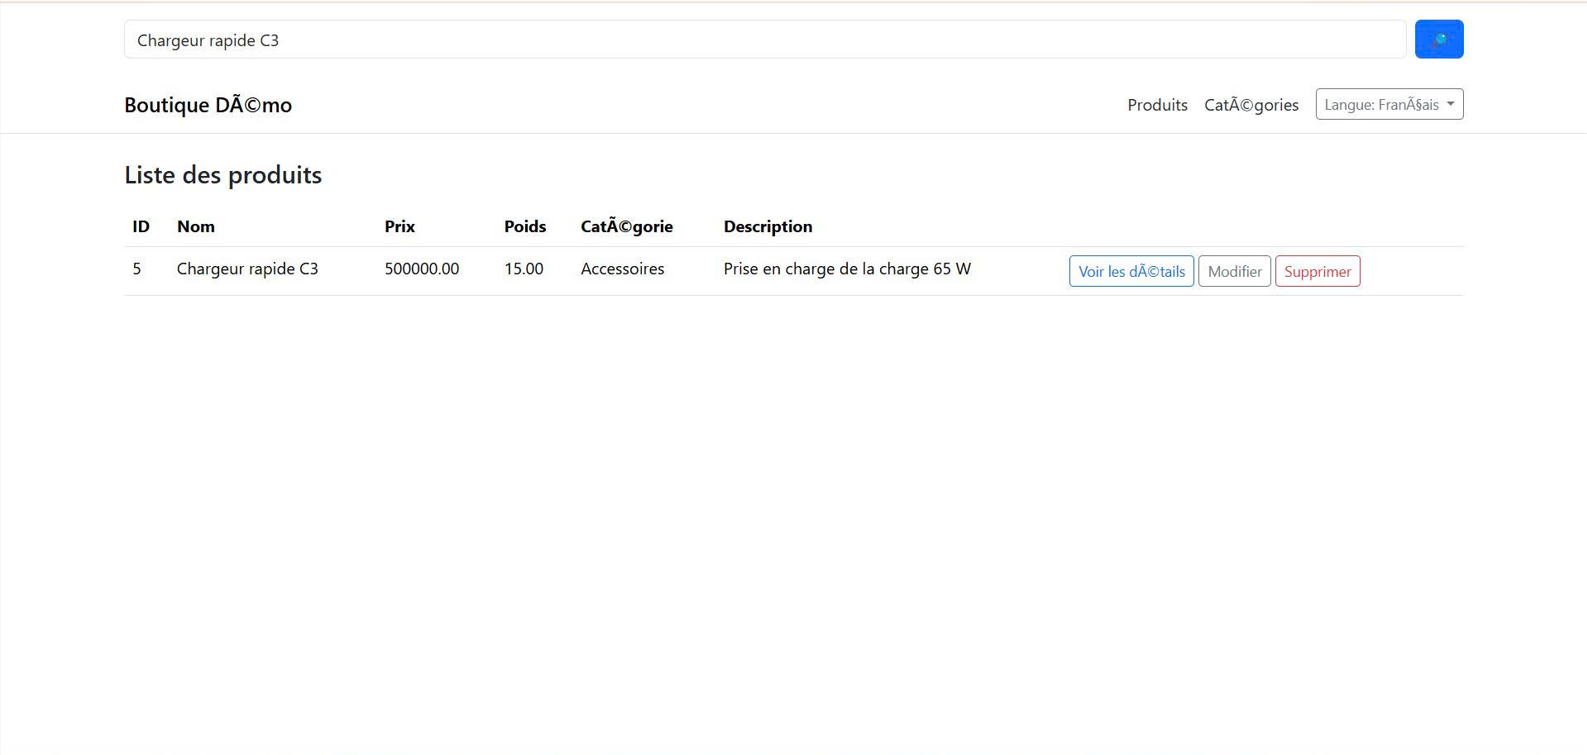 Chargeur rapide C3
Boutique DÃ©mo Produits CatÃ©gories Langue: FranÃ§ais
Liste des produits
ID Nom Prix Poids CatÃ©gorie Description
5 Chargeur rapide C3 500000.00 15.00 Accessoires Prise en charge de la charge 65 W Voir les dÃ©tails Modifier Supprimer